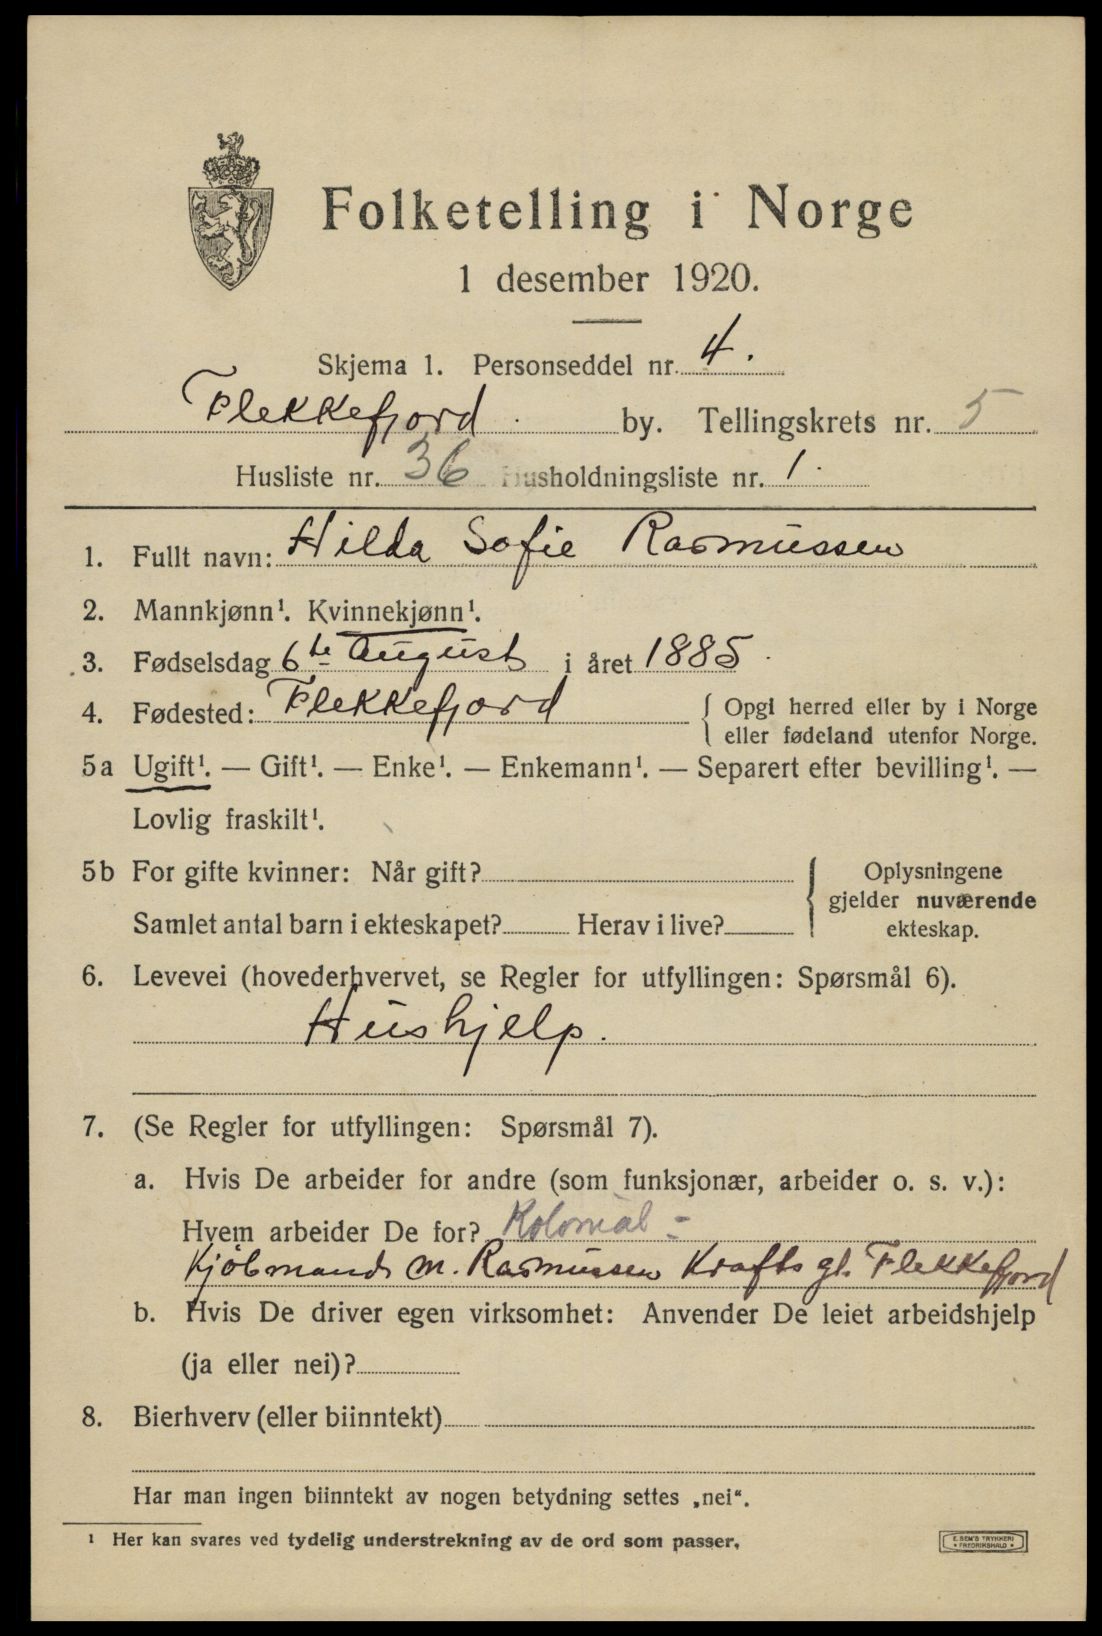 Folketelling i Norge
1 desember 1920.
Skjema 1. Personseddel nr. 4.
Flekkefjord by. Tellingskrets nr. 5
Husliste nr. 36 Husholdningsliste nr. 1.
1. Fullt navn: Hilda Sofie Rasmussen
2. Mannkjønn¹. Kvinnekjønn¹.
3. Fødselsdag 6te August i året 1885.
4. Fødested: Flekkefjord { Opgi herred eller by i Norge
eller fødeland utenfor Norge.
5a Ugift¹. — Gift¹. — Enke¹. — Enkemann¹. — Separert efter bevilling¹. —
Lovlig fraskilt¹.
5b For gifte kvinner: Når gift? } Oplysningene
gjelder nuværende
Samlet antal barn i ekteskapet? Herav i live? ekteskap.
6. Levevei (hovederhvervet, se Regler for utfyllingen: Spørsmål 6).
Hushjelp.
7. (Se Regler for utfyllingen: Spørsmål 7).
a. Hvis De arbeider for andre (som funksjonær, arbeider o. s. v.):
Hvem arbeider De for? Kolonial-
Kjöbmand M. Rasmussen Krafts gt. Flekkefjord
b. Hvis De driver egen virksomhet: Anvender De leiet arbeidshjelp
(ja eller nei)?
8. Bierhverv (eller biinntekt)
Har man ingen biinntekt av nogen betydning settes „nei“.
¹ Her kan svares ved tydelig understrekning av de ord som passer.
E. SEM'S TRYKKERI
• FREDRIKSHALD •